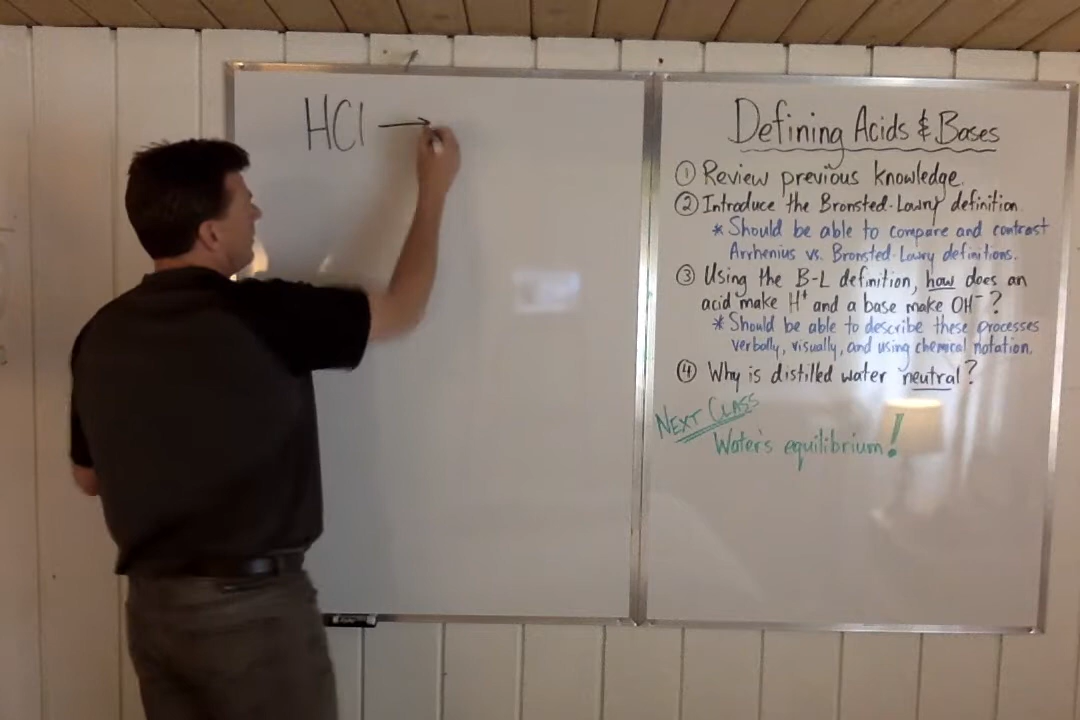 HCl →
Defining Acids & Bases
① Review previous knowledge.
② Introduce the Bronsted-Lowry definition.
* Should be able to compare and contrast
Arrhenius vs. Bronsted-Lowry definitions.
③ Using the B-L definition, how does an
acid make H⁺ and a base make OH⁻?
* Should be able to describe these processes
verbally, visually, and using chemical notation.
④ Why is distilled water neutral?
NEXT CLASS
Water's equilibrium!